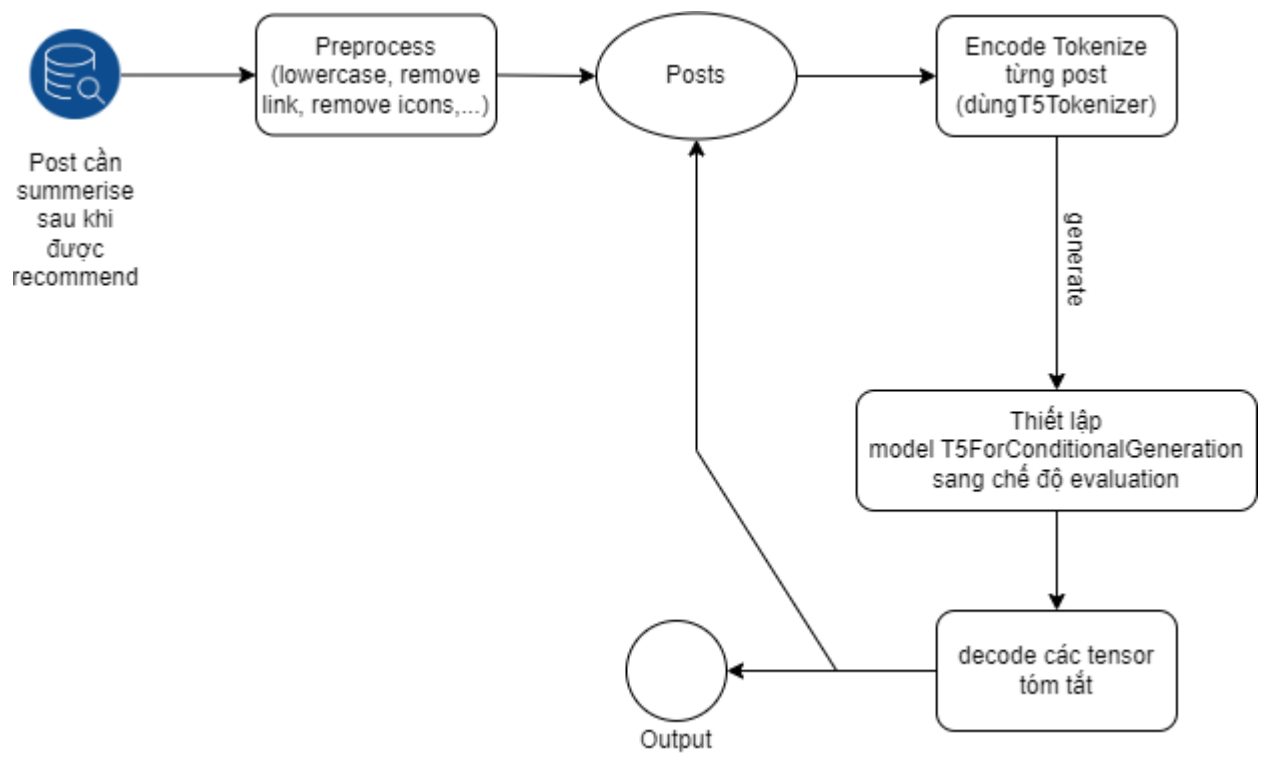 Post cần
summerise
sau khi
được
recommend
Preprocess
(lowercase, remove
link, remove icons,...)
Posts
Encode Tokenize
từng post
(dùngT5Tokenizer)
generate
Thiết lập
model T5ForConditionalGeneration
sang chế độ evaluation
decode các tensor
tóm tắt
Output